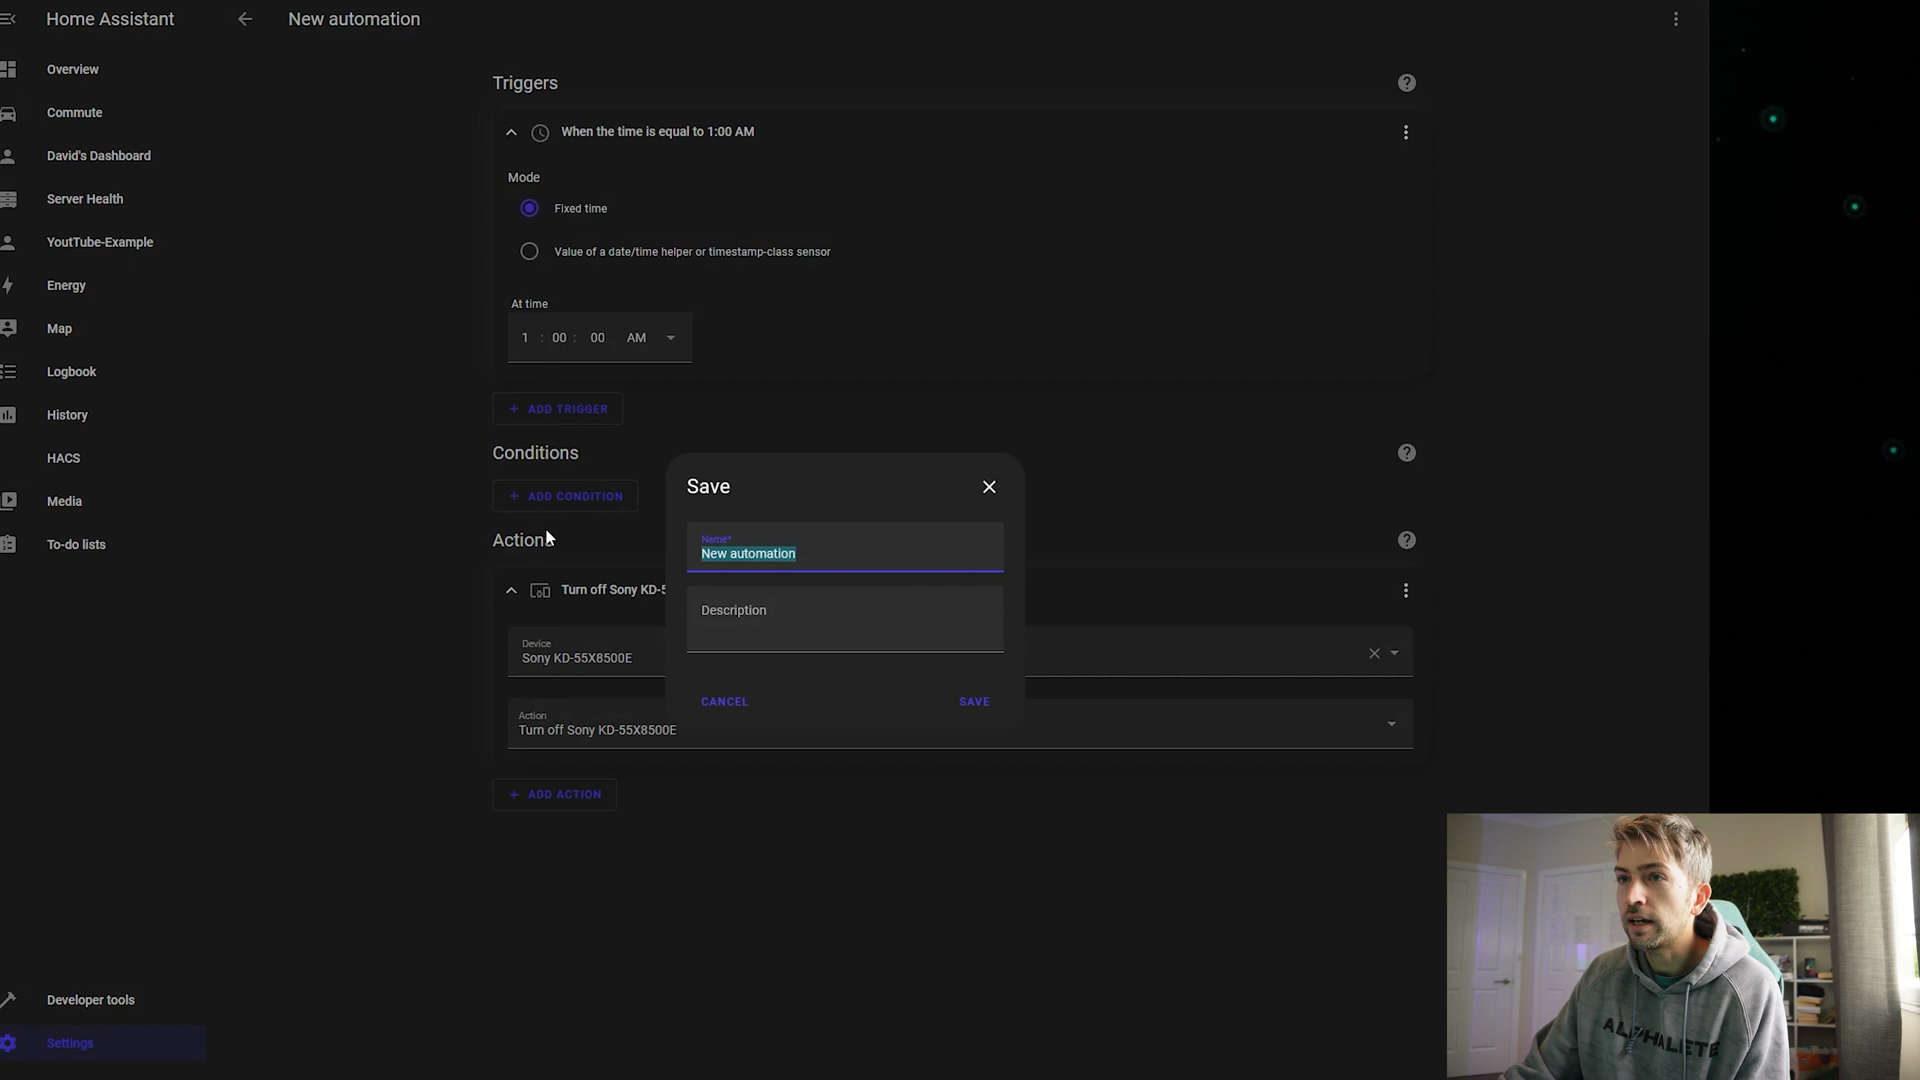 Home Assistant
New automation
Overview
Commute
David's Dashboard
Server Health
YoutTube-Example
Energy
Map
Logbook
History
HACS
Media
To-do lists
Developer tools
Settings
Triggers
When the time is equal to 1:00 AM
Mode
Fixed time
Value of a date/time helper or timestamp-class sensor
At time
1 : 00 : 00 AM
+ ADD TRIGGER
Conditions
+ ADD CONDITION
Actions
Turn off Sony KD-5
Device
Sony KD-55X8500E
Action
Turn off Sony KD-55X8500E
+ ADD ACTION
Save
Name*
New automation
Description
CANCEL
SAVE
ALPHALETE